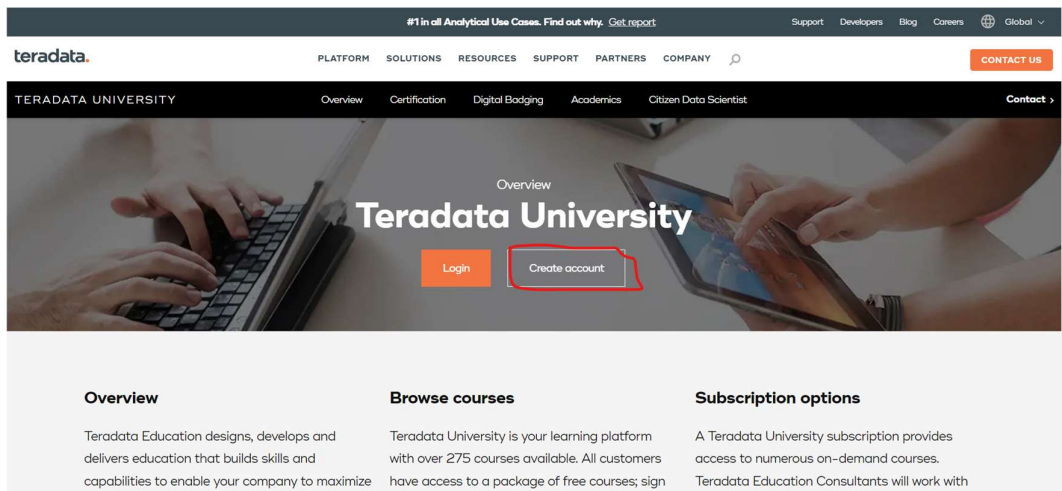 #1 in all Analytical Use Cases. Find out why. Get report
Support Developers Blog Careers Global
teradata.
PLATFORM SOLUTIONS RESOURCES SUPPORT PARTNERS COMPANY
CONTACT US
TERADATA UNIVERSITY
Overview Certification Digital Badging Academics Citizen Data Scientist
Contact >
Overview
Teradata University
Login Create account
Overview
Teradata Education designs, develops and
delivers education that builds skills and
capabilities to enable your company to maximize
Browse courses
Teradata University is your learning platform
with over 275 courses available. All customers
have access to a package of free courses; sign
Subscription options
A Teradata University subscription provides
access to numerous on-demand courses.
Teradata Education Consultants will work with